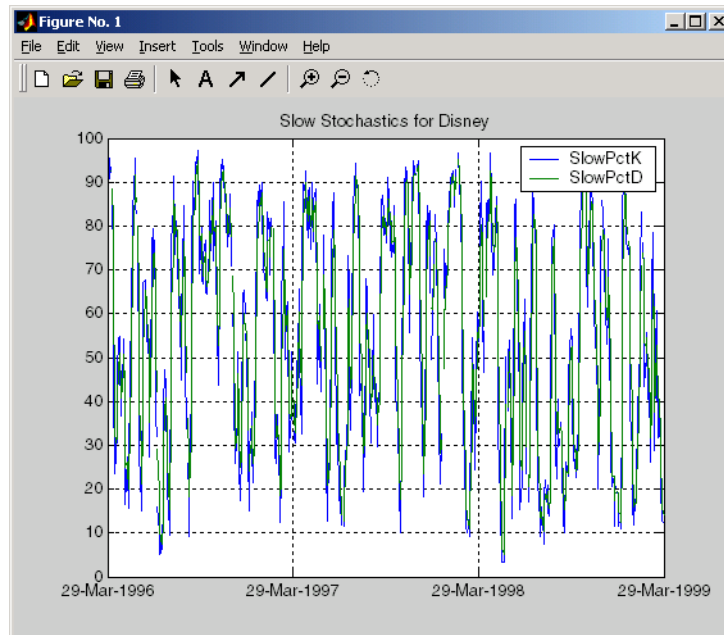 Figure No. 1
File Edit View Insert Tools Window Help
A
Slow Stochastics for Disney
100
90
80
70
60
50
40
30
20
10
0
SlowPctK
SlowPctD
29-Mar-1996 29-Mar-1997 29-Mar-1998 29-Mar-1999